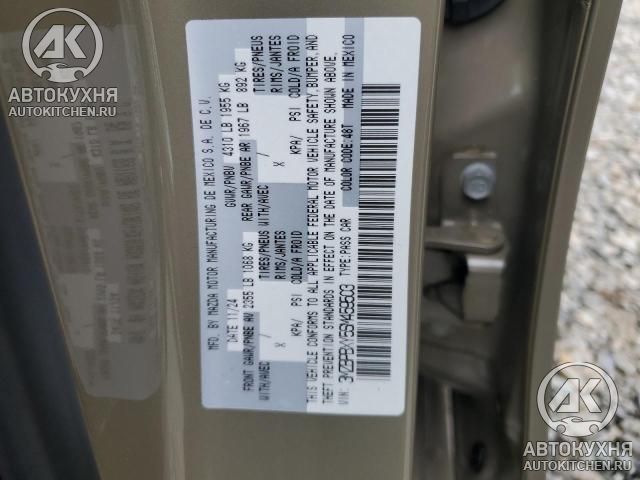 MFG. BY MAZDA MOTOR MANUFACTURING DE MEXICO S.A. DE C.V.
DATE 11/24 GVWR/PNBV 4310 LB 1955 KG
FRONT GAWR/PNBE AV 2355 LB 1068 KG REAR GAWR/PNBE AR 1967 LB 892 KG
WITH/AVEC TIRES/PNEUS WITH/AVEC TIRES/PNEUS
/ RIMS/JANTES / RIMS/JANTES
X X
KPA/ PSI COLD/A FROID KPA/ PSI COLD/A FROID
THIS VEHICLE CONFORMS TO ALL APPLICABLE FEDERAL MOTOR VEHICLE SAFETY, BUMPER, AND
THEFT PREVENTION STANDARDS IN EFFECT ON THE DATE OF MANUFACTURE SHOWN ABOVE.
VIN: TYPE:PASS CAR COLOR CODE:48T MADE IN MEXICO
AK
АВТОКУХНЯ
AUTOKITCHEN.RU
AK
АВТОКУХНЯ
AUTOKITCHEN.RU